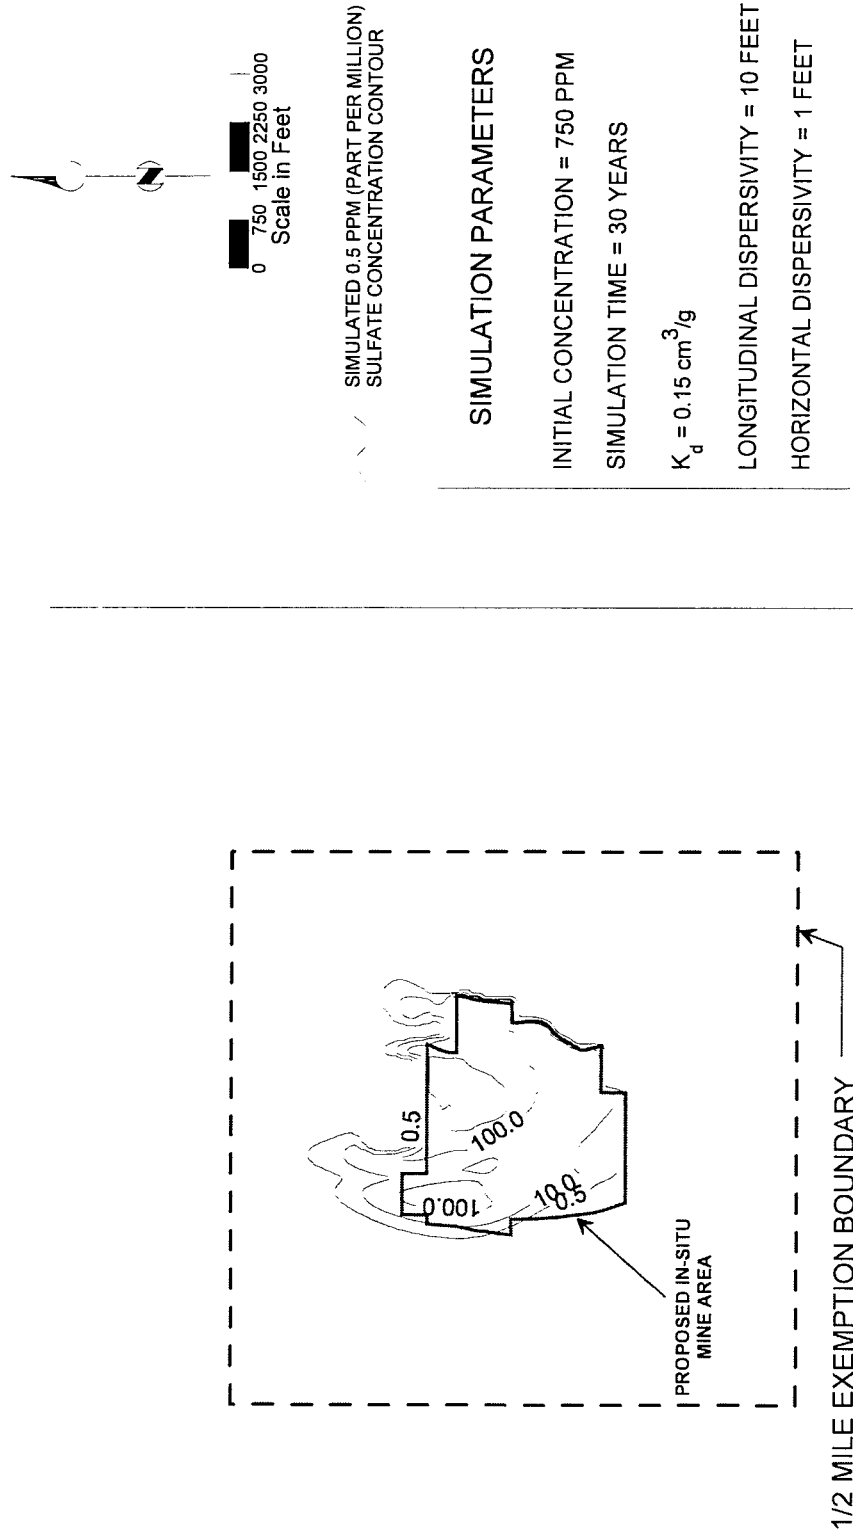 0 750 1500 2250 3000
Scale in Feet
SIMULATED 0.5 PPM (PART PER MILLION)
SULFATE CONCENTRATION CONTOUR
SIMULATION PARAMETERS
INITIAL CONCENTRATION = 750 PPM
SIMULATION TIME = 30 YEARS
K_d = 0.15 cm³/g
LONGITUDINAL DISPERSIVITY = 10 FEET
HORIZONTAL DISPERSIVITY = 1 FEET
0.5
100.0
100.0
10.0
0.5
PROPOSED IN-SITU
MINE AREA
1/2 MILE EXEMPTION BOUNDARY
N